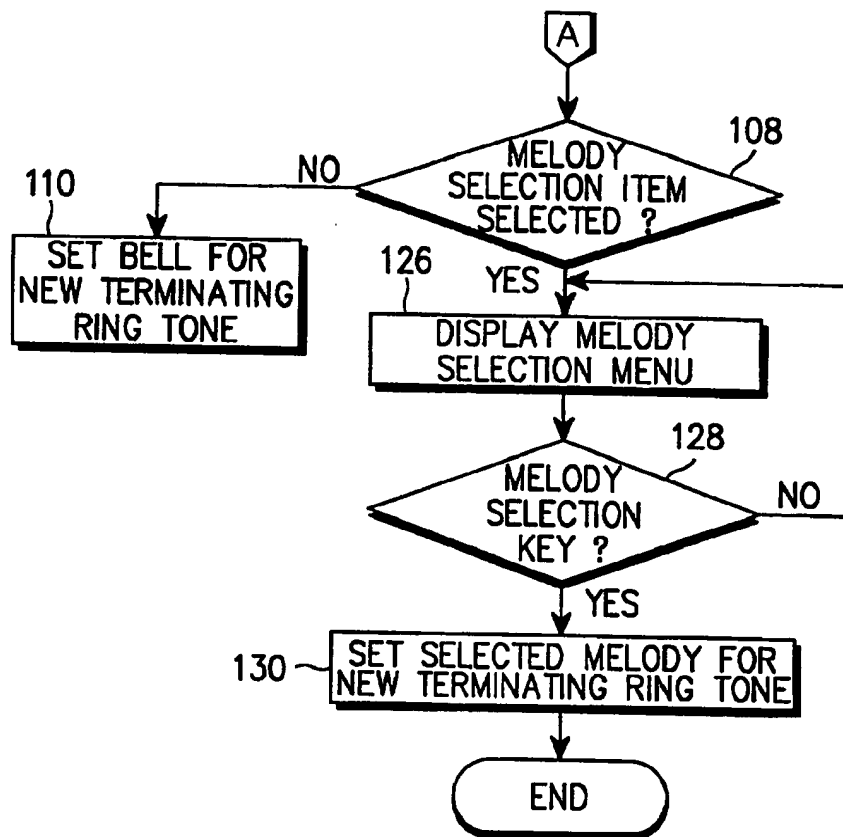 A
MELODY
SELECTION ITEM
SELECTED ?
108
NO
110
SET BELL FOR
NEW TERMINATING
RING TONE
YES
126
DISPLAY MELODY
SELECTION MENU
128
MELODY
SELECTION
KEY ?
NO
YES
130
SET SELECTED MELODY FOR
NEW TERMINATING RING TONE
END